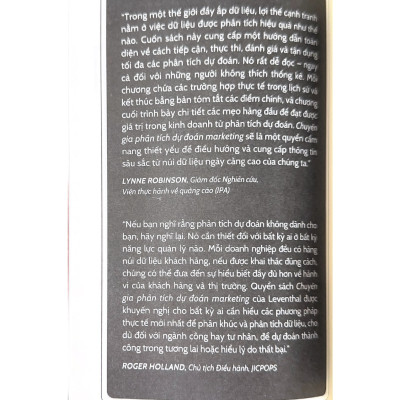 "Trong một thế giới đầy ắp dữ liệu, lợi thế cạnh tranh
nằm ở việc dữ liệu được phân tích hiệu quả như thế
nào. Cuốn sách này cung cấp một hướng dẫn toàn
diện về cách tiếp cận, thực thi, đánh giá và tận dụng
tối đa các phân tích dự đoán. Nó rất dễ đọc – ngay
cả đối với những người không thích thống kê. Mỗi
chương chứa các trường hợp thực tế trong lịch sử và
kết thúc bằng bản tóm tắt các điểm chính, và chương
cuối trình bày chi tiết các mẹo hàng đầu để đạt được
giá trị trong kinh doanh từ phân tích dự đoán. Chuyên
gia phân tích dự đoán marketing sẽ là một quyển cẩm
nang thiết yếu để điều hướng và cung cấp thông tin
sâu sắc từ núi dữ liệu ngày càng cao của chúng ta."
LYNNE ROBINSON, Giám đốc Nghiên cứu,
Viện thực hành về quảng cáo (IPA)
"Nếu bạn nghĩ rằng phân tích dự đoán không dành cho
bạn, hãy nghĩ lại. Nó cần thiết đối với bất kỳ ai ở bất kỳ
năng lực quản lý nào. Mỗi doanh nghiệp đều có hàng
núi dữ liệu khách hàng, nếu được khai thác đúng cách,
chúng có thể đưa đến sự hiểu biết đầy đủ hơn về hành
vi của khách hàng và thị trường. Quyển sách Chuyên
gia phân tích dự đoán marketing của Leventhal được
khuyến nghị cho bất kỳ ai cần hiểu các phương pháp
thực tế mới nhất để phân khúc và phân tích dữ liệu, cho
dù đối với ngành công hay tư nhân, để dự đoán thành
công trong tương lai hoặc hiểu lý do thất bại."
ROGER HOLLAND, Chủ tịch Điều hành, JICPOPS